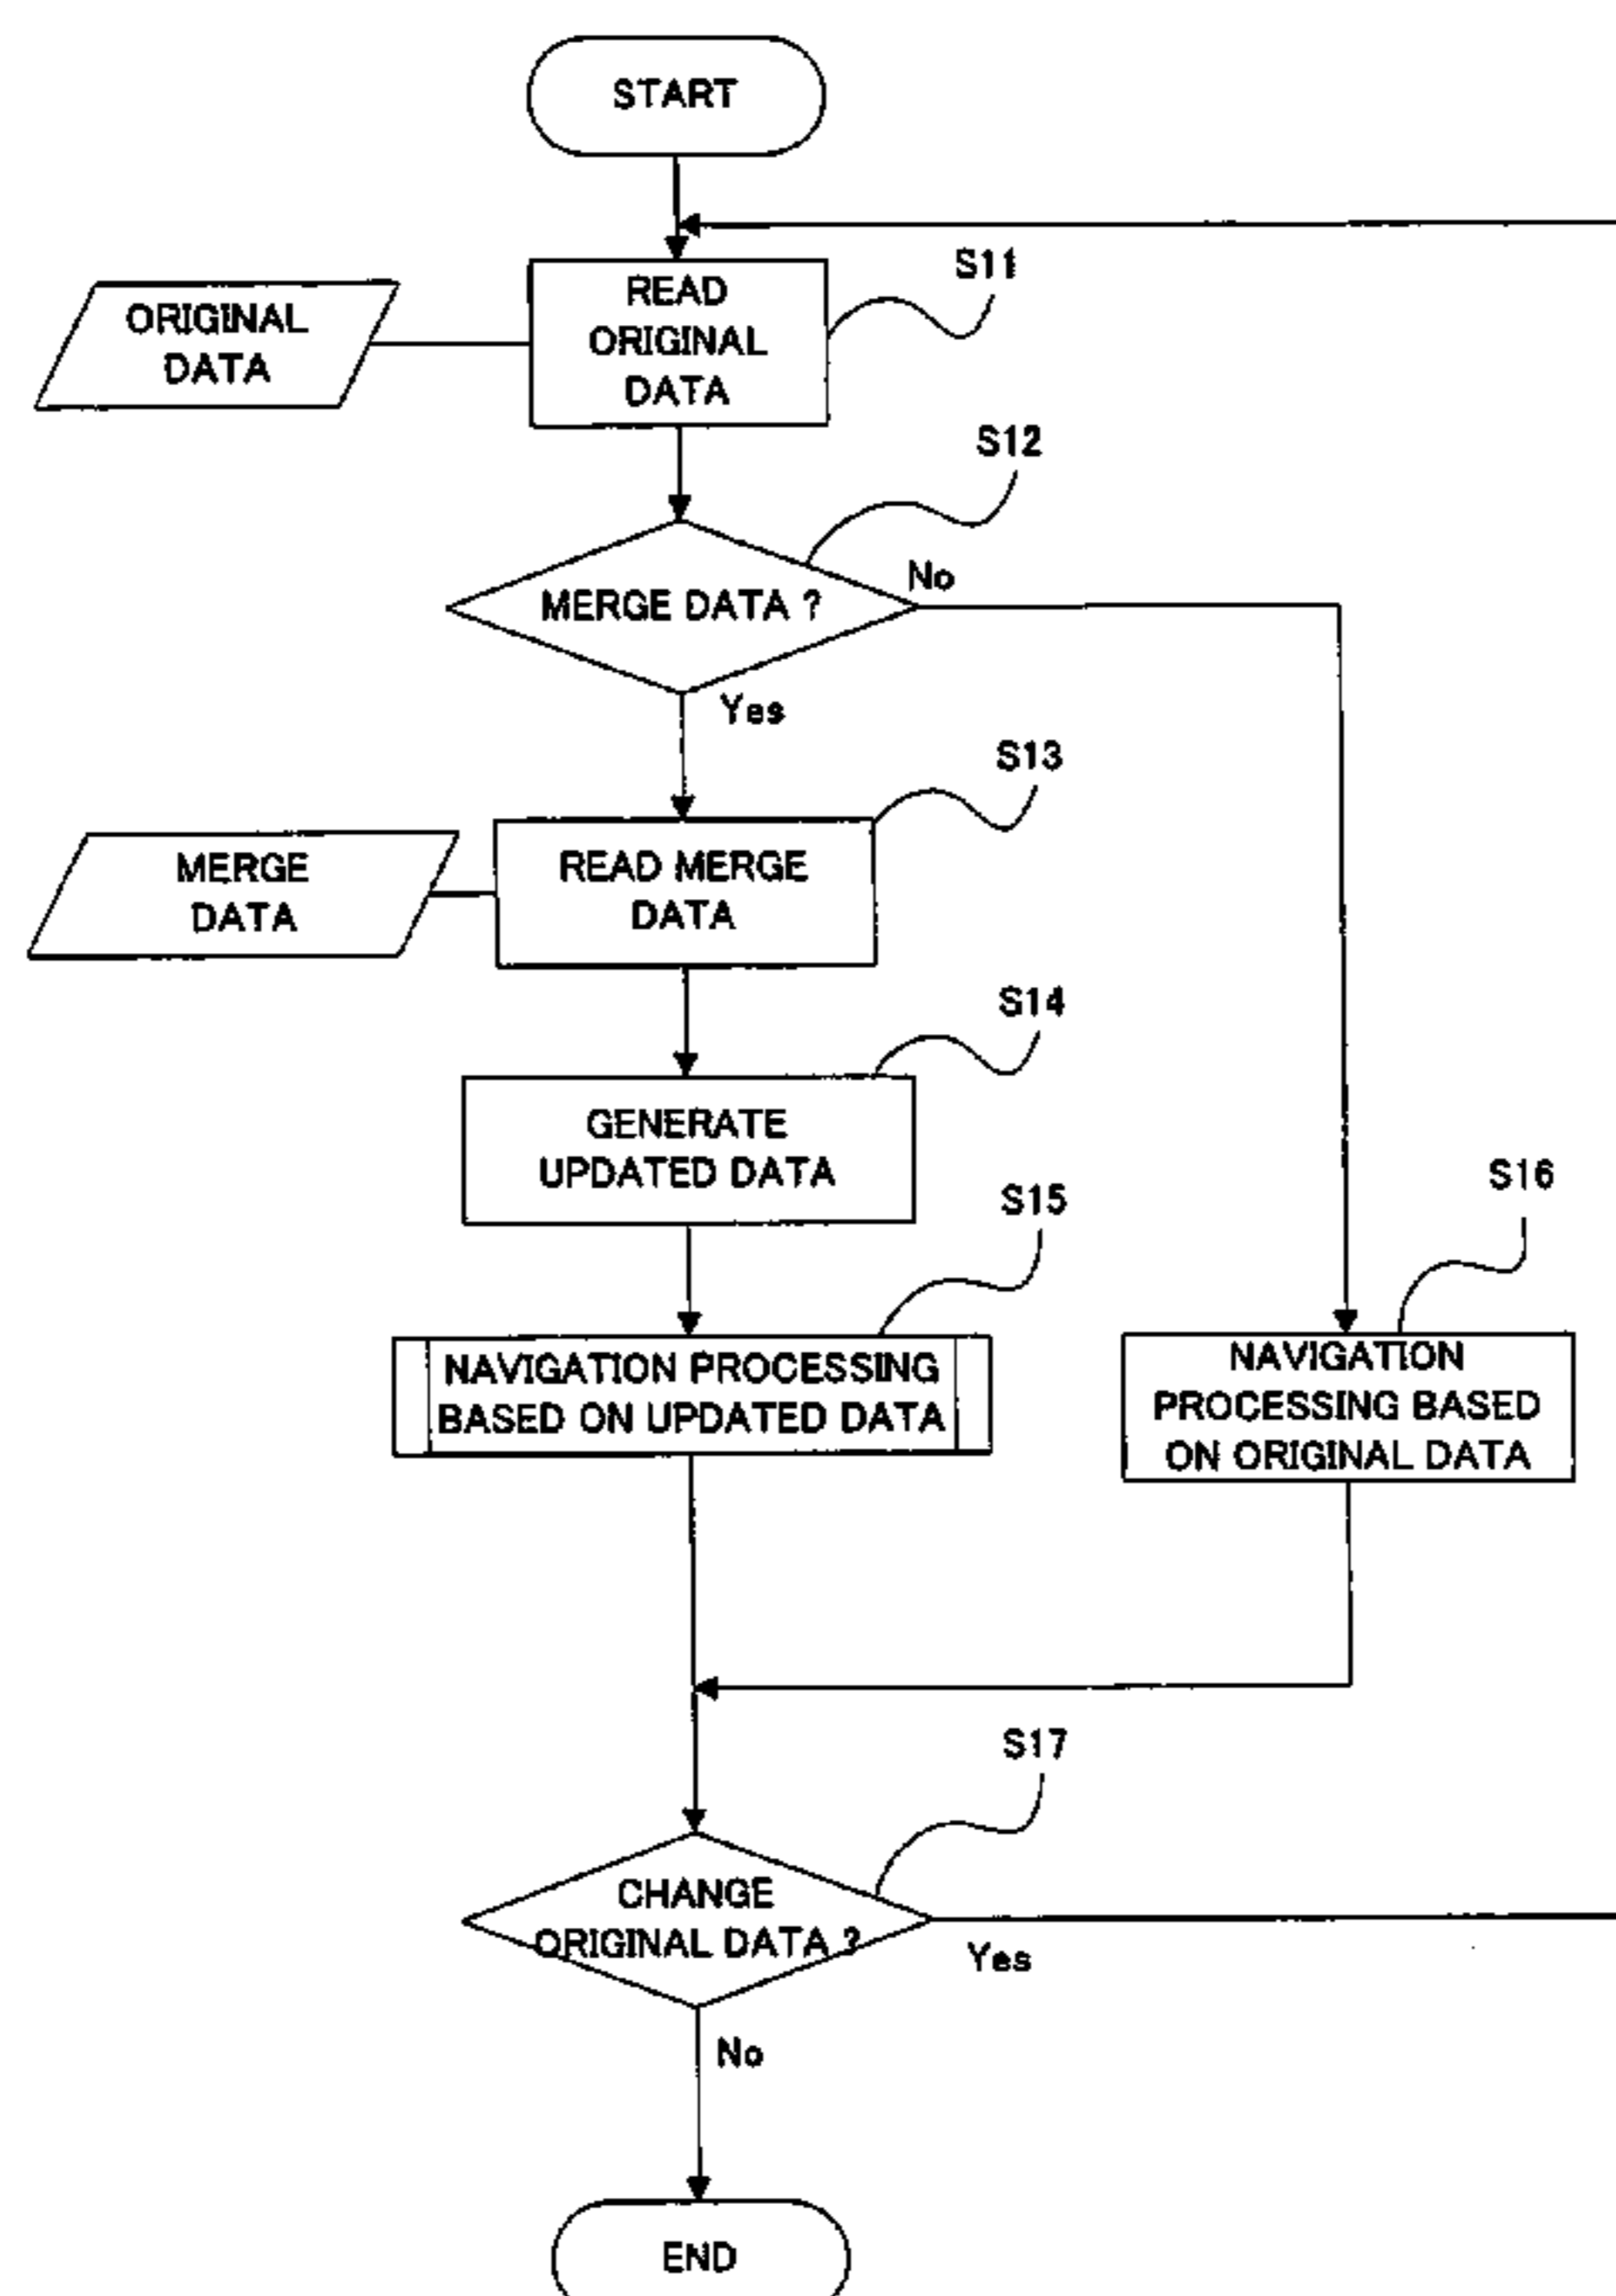 START
S11
READ
ORIGINAL
DATA
ORIGINAL
DATA
S12
MERGE DATA ?
No
Yes
S13
READ MERGE
DATA
MERGE
DATA
S14
GENERATE
UPDATED DATA
S15
NAVIGATION PROCESSING
BASED ON UPDATED DATA
S16
NAVIGATION
PROCESSING BASED
ON ORIGINAL DATA
S17
CHANGE
ORIGINAL DATA ?
Yes
No
END